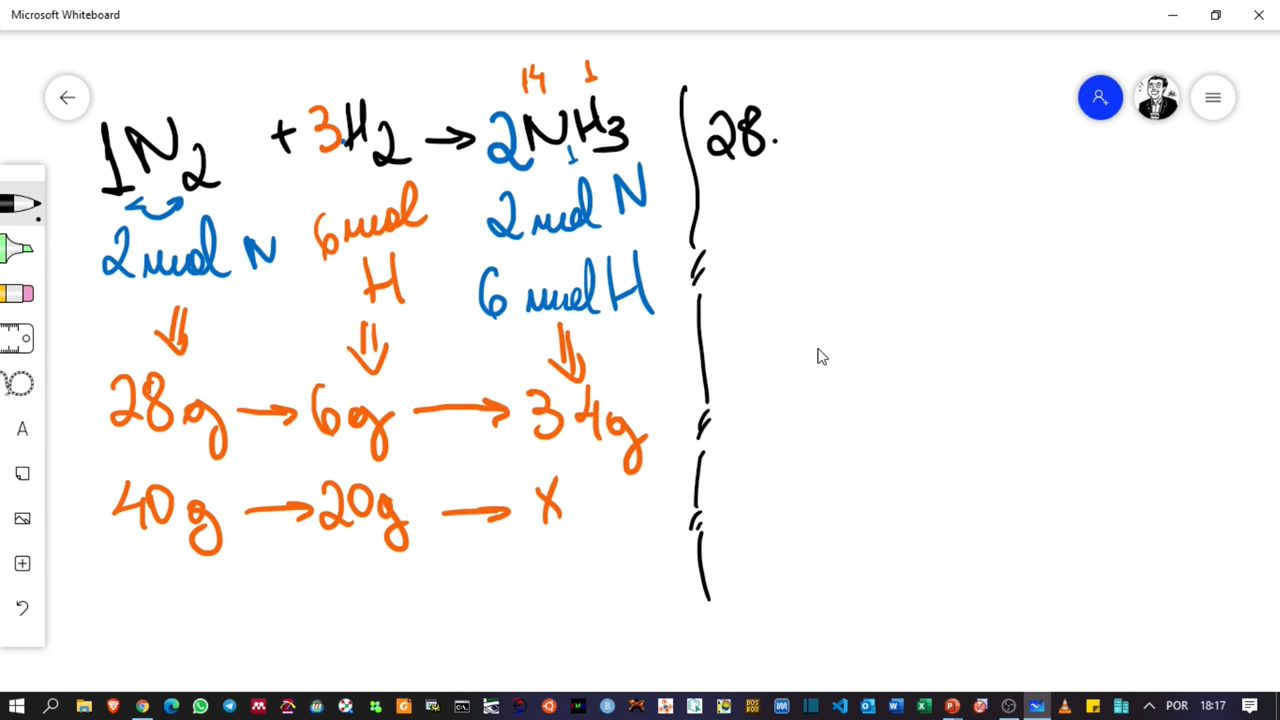 Microsoft Whiteboard
14 1
1N2 + 3H2 → 2NH3
1
28.
2 mol N
6 mol H
2 mol N
6 mol H
28g → 6g → 34g
40g → 20g → x
A
POR 18:17